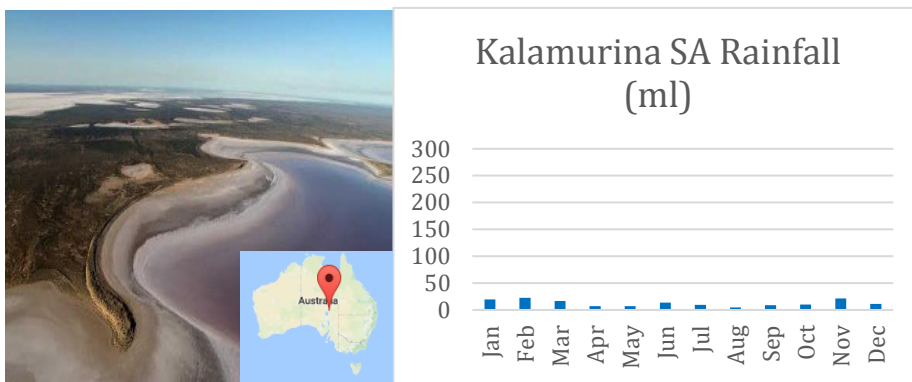 Australia
Kalamurina SA Rainfall
(ml)
300
250
200
150
100
50
0
Jan
Feb
Mar
Apr
May
Jun
Jul
Aug
Sep
Oct
Nov
Dec